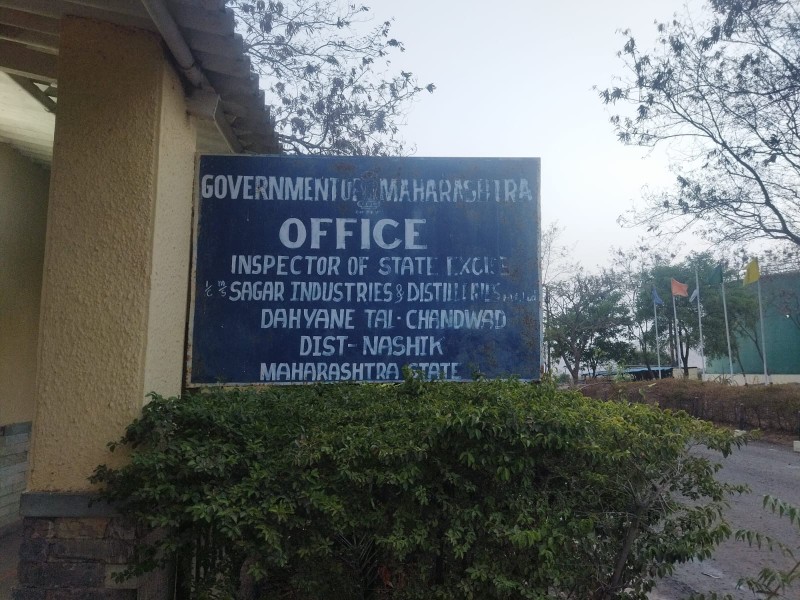 GOVERNMENT OF MAHARASHTRA
OFFICE
INSPECTOR OF STATE EXCISE
I/C M/S SAGAR INDUSTRIES & DISTILLERIES
DAHYANE TAL·CHANDWAD
DIST- NASHIK
MAHARASHTRA STATE